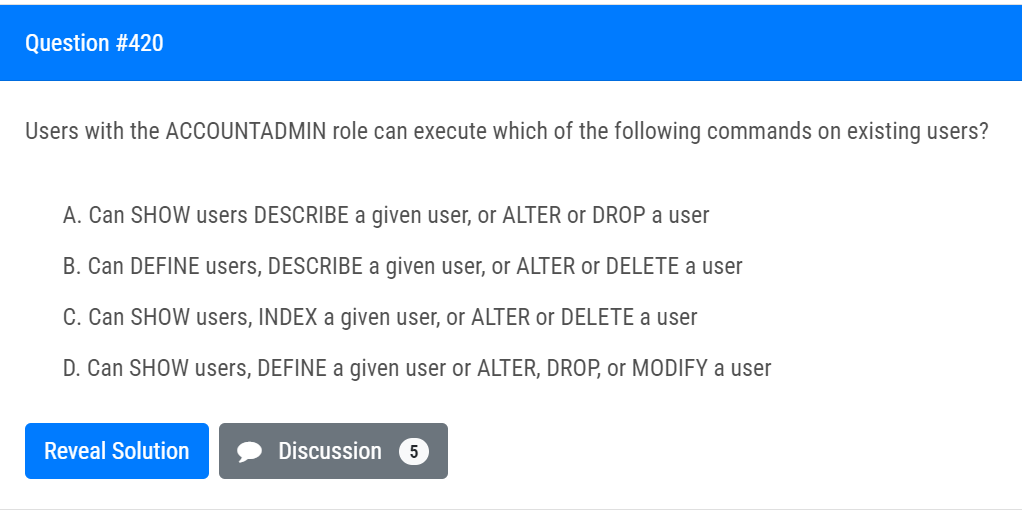 Question #420
Users with the ACCOUNTADMIN role can execute which of the following commands on existing users?
A. Can SHOW users DESCRIBE a given user, or ALTER or DROP a user
B. Can DEFINE users, DESCRIBE a given user, or ALTER or DELETE a user
C. Can SHOW users, INDEX a given user, or ALTER or DELETE a user
D. Can SHOW users, DEFINE a given user or ALTER, DROP, or MODIFY a user
Reveal Solution Discussion 5